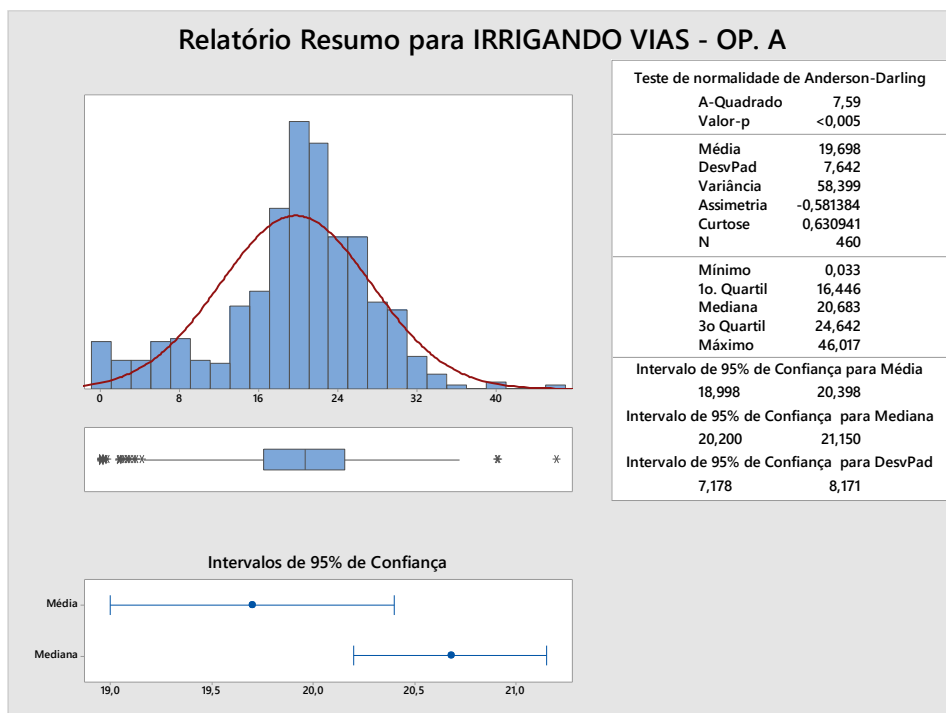 Relatório Resumo para IRRIGANDO VIAS - OP. A
Teste de normalidade de Anderson-Darling
A-Quadrado 7,59
Valor-p <0,005
Média 19,698
DesvPad 7,642
Variância 58,399
Assimetria -0,581384
Curtose 0,630941
N 460
Mínimo 0,033
1o. Quartil 16,446
Mediana 20,683
3o Quartil 24,642
Máximo 46,017
Intervalo de 95% de Confiança para Média
18,998 20,398
Intervalo de 95% de Confiança para Mediana
20,200 21,150
Intervalo de 95% de Confiança para DesvPad
7,178 8,171
0 8 16 24 32 40
Intervalos de 95% de Confiança
Média
Mediana
19,0 19,5 20,0 20,5 21,0